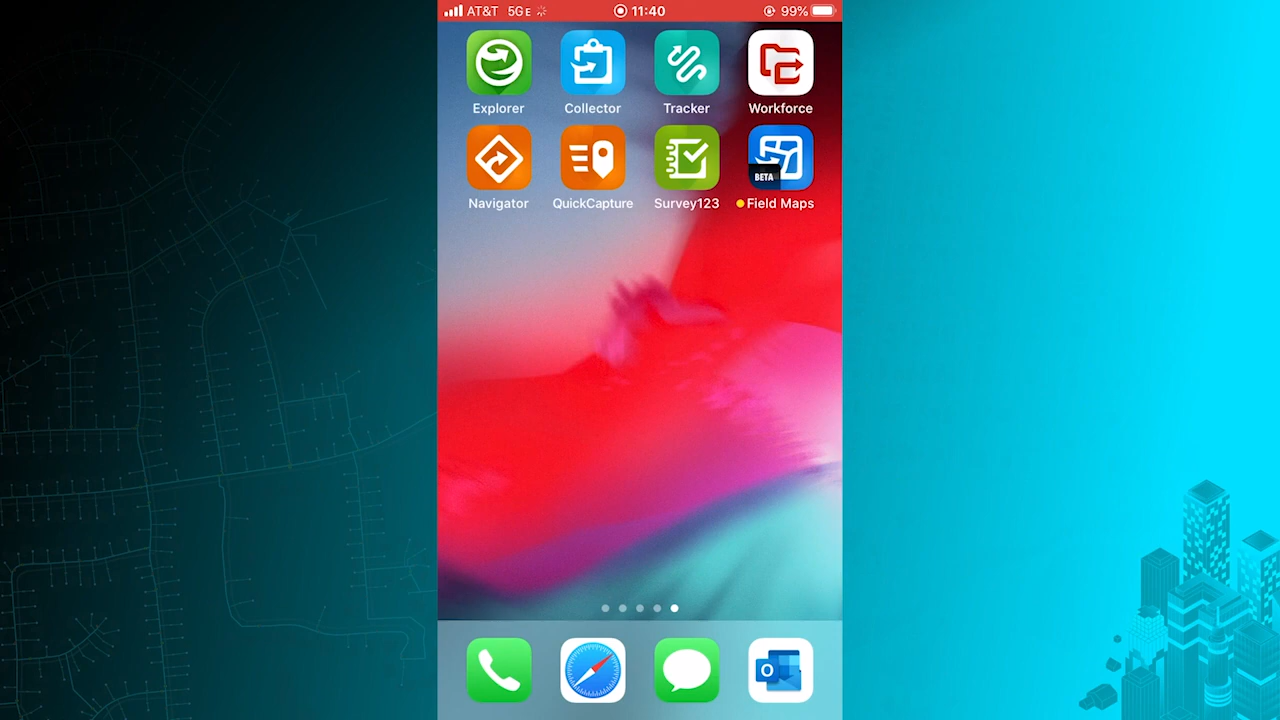 AT&T 5GE 11:40 99%
Explorer Collector Tracker Workforce
BETA
Navigator QuickCapture Survey123 Field Maps
O